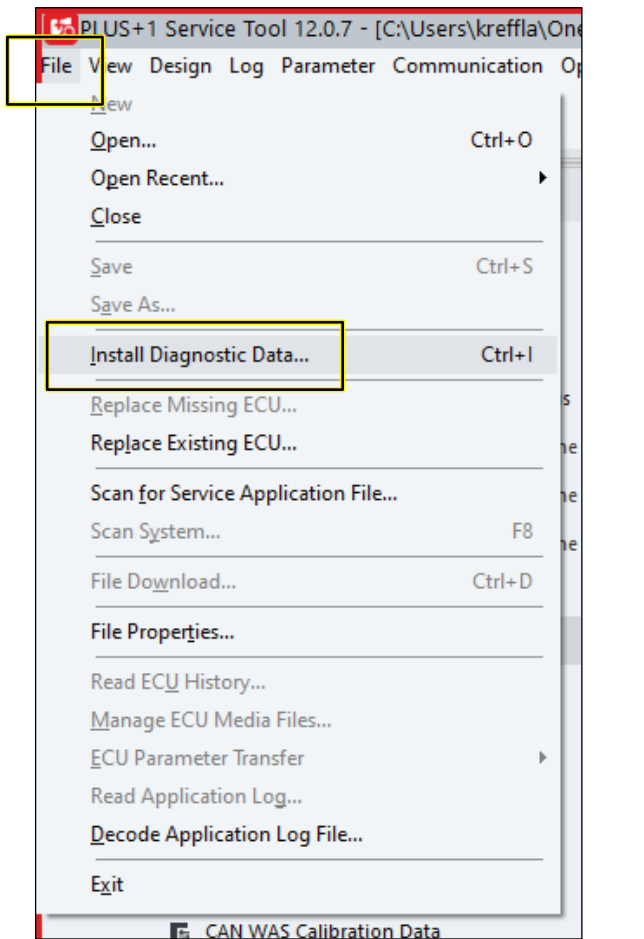 PLUS+1 Service Tool 12.0.7 - [C:\Users\kreffla\One
File View Design Log Parameter Communication Op
New
Open... Ctrl+O
Open Recent...
Close
Save Ctrl+S
Save As...
Install Diagnostic Data... Ctrl+I
Replace Missing ECU...
s
Replace Existing ECU...
ne
Scan for Service Application File...
ne
Scan System... F8
ne
File Download... Ctrl+D
File Properties...
Read ECU History...
Manage ECU Media Files...
ECU Parameter Transfer
Read Application Log...
Decode Application Log File...
Exit
CAN WAS Calibration Data